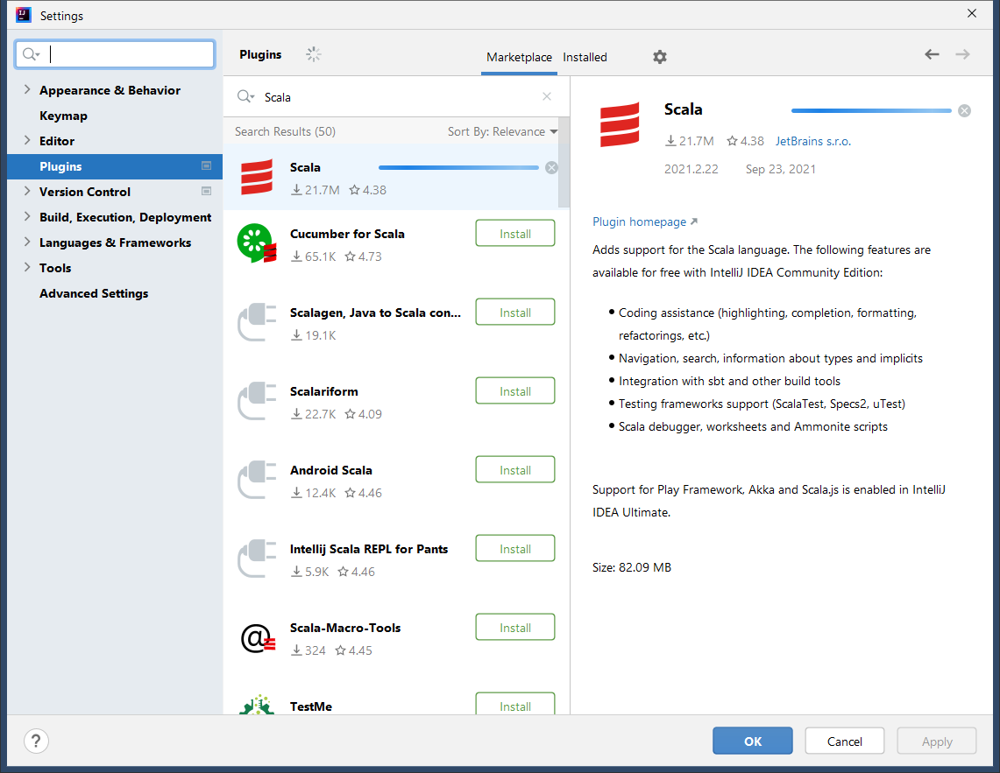 Settings
Appearance & Behavior
Keymap
Editor
Plugins
Version Control
Build, Execution, Deployment
Languages & Frameworks
Tools
Advanced Settings
Plugins
Marketplace
Installed
Scala
Search Results (50)
Sort By: Relevance
Scala
21.7M 4.38
Cucumber for Scala
65.1K 4.73
Install
Scalagen, Java to Scala con...
19.1K
Install
Scalariform
22.7K 4.09
Install
Android Scala
12.4K 4.46
Install
Intellij Scala REPL for Pants
5.9K 4.46
Install
Scala-Macro-Tools
324 4.45
Install
TestMe
Install
Scala
21.7M 4.38 JetBrains s.r.o.
2021.2.22 Sep 23, 2021
Plugin homepage
Adds support for the Scala language. The following features are
available for free with IntelliJ IDEA Community Edition:
Coding assistance (highlighting, completion, formatting,
refactorings, etc.)
Navigation, search, information about types and implicits
Integration with sbt and other build tools
Testing frameworks support (ScalaTest, Specs2, uTest)
Scala debugger, worksheets and Ammonite scripts
Support for Play Framework, Akka and Scala.js is enabled in IntelliJ
IDEA Ultimate.
Size: 82.09 MB
?
OK
Cancel
Apply